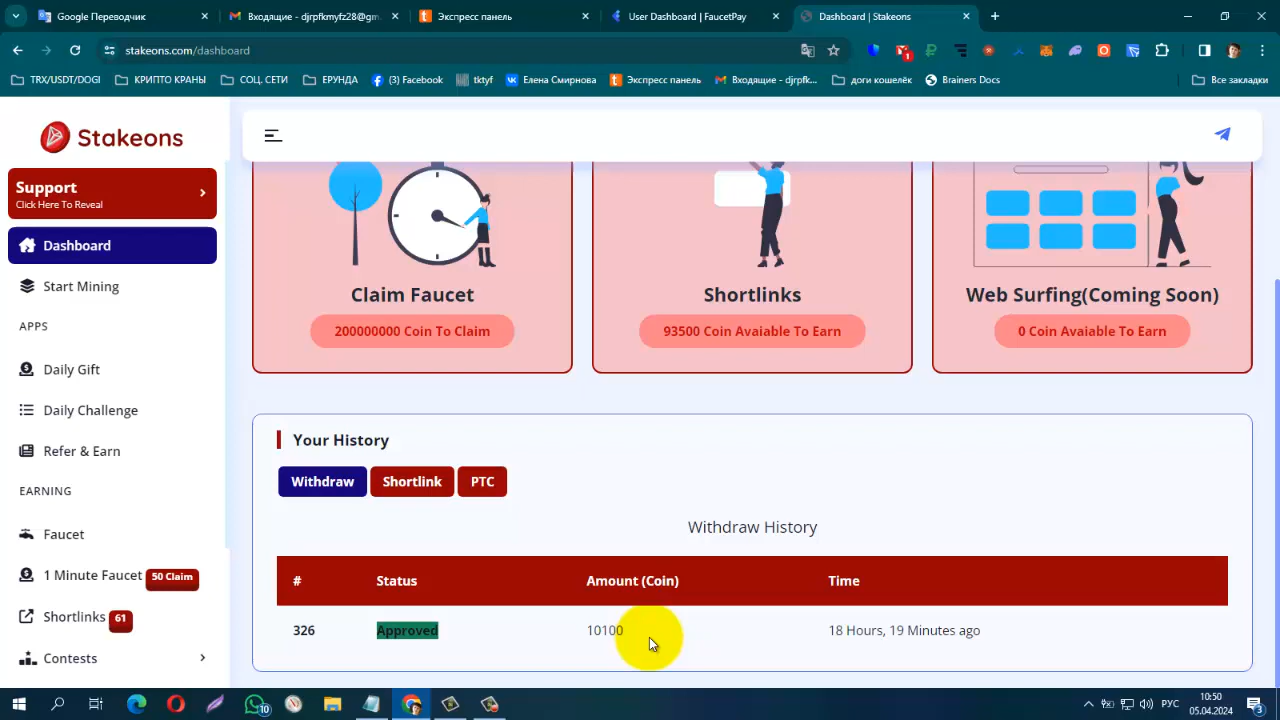 Google Переводчик
Входящие - djrpfkmyfz28@gm
Экспресс панель
User Dashboard | FaucetPay
Dashboard | Stakeons
stakeons.com/dashboard
TRX/USDT/DOGI
КРИПТО КРАНЫ
СОЦ. СЕТИ
ЕРУНДА
(3) Facebook
tktyf
Елена Смирнова
Экспресс панель
Входящие - djrpfk...
доги кошелёк
Brainers Docs
Все закладки
Stakeons
Support
Click Here To Reveal
Dashboard
Start Mining
APPS
Daily Gift
Daily Challenge
Refer & Earn
EARNING
Faucet
1 Minute Faucet 50 Claim
Shortlinks 61
Contests
Claim Faucet
200000000 Coin To Claim
Shortlinks
93500 Coin Avaiable To Earn
Web Surfing(Coming Soon)
0 Coin Avaiable To Earn
Your History
Withdraw Shortlink PTC
Withdraw History
# Status Amount (Coin) Time
326 Approved 10100 18 Hours, 19 Minutes ago
10
РУС
10:50
05.04.2024
3